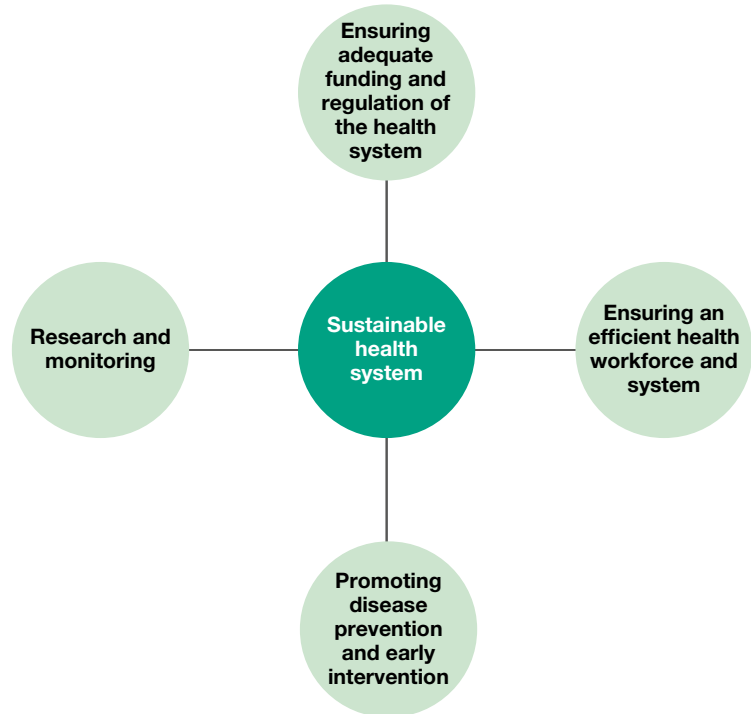 Ensuring
adequate
funding and
regulation of
the health
system
Research and
monitoring
Sustainable
health
system
Ensuring an
efficient health
workforce and
system
Promoting
disease
prevention
and early
intervention